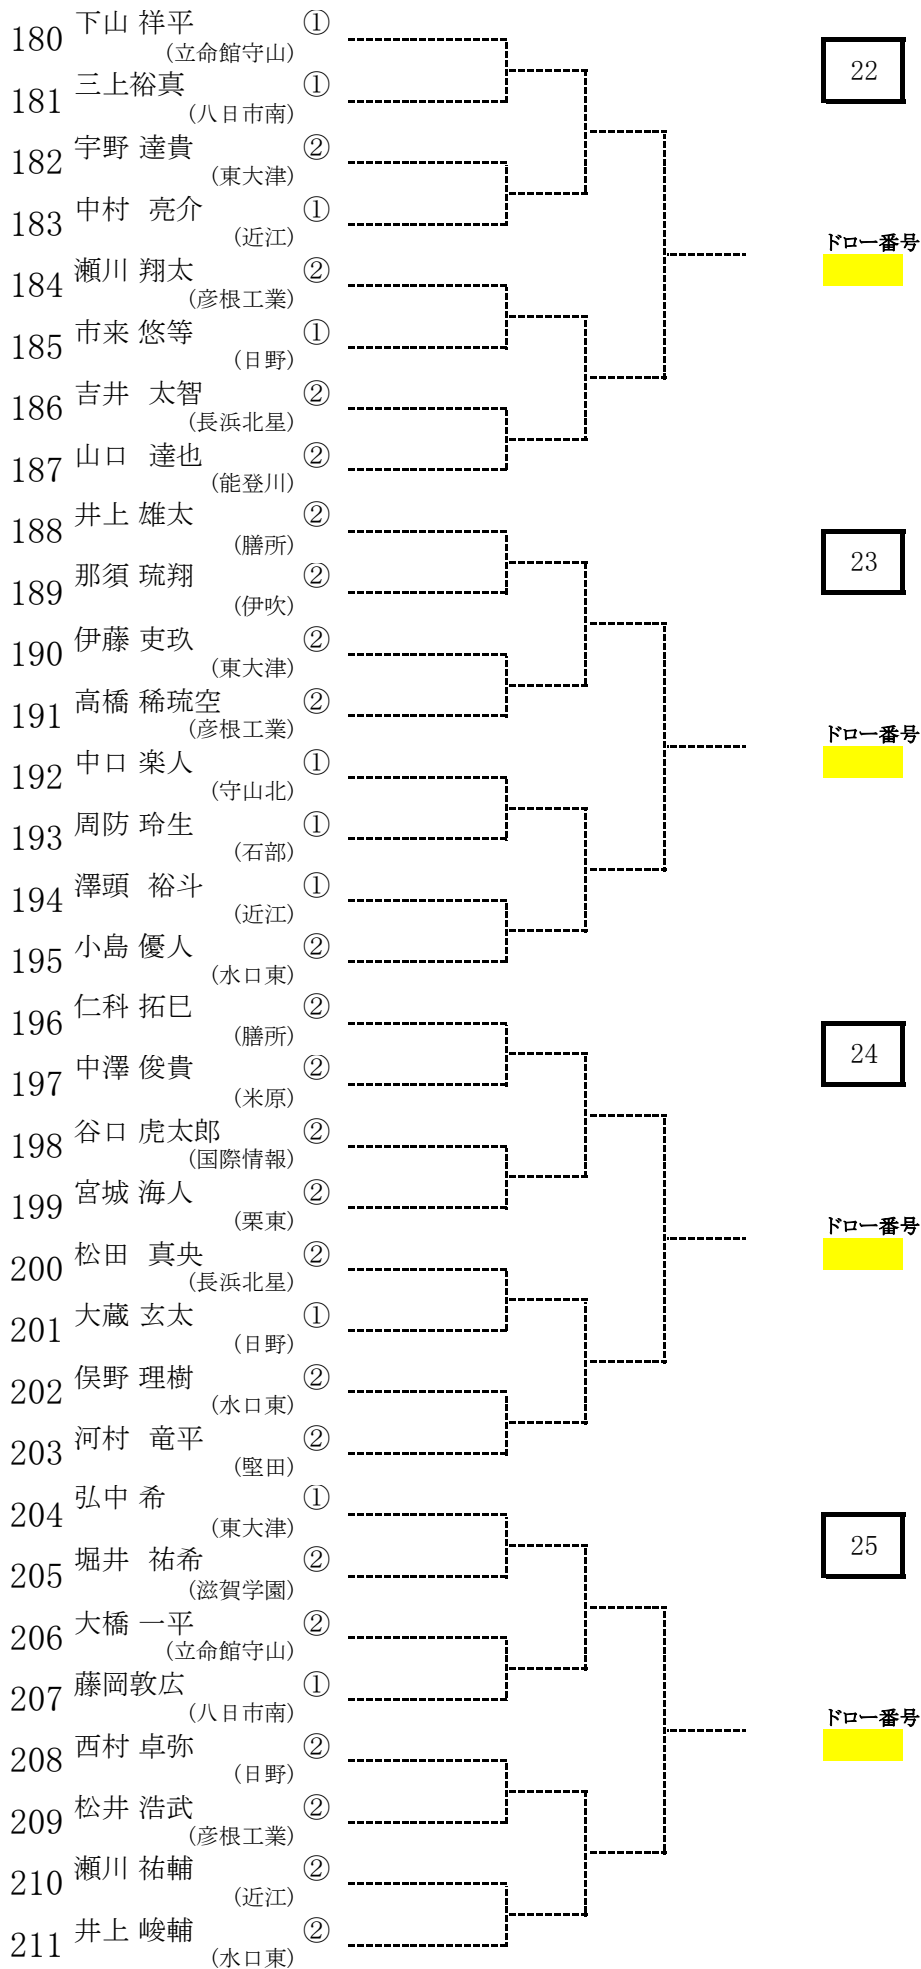 180 下山 祥平 ①
(立命館守山)
22
181 三上裕真 ①
(八日市南)
182 宇野 達貴 ②
(東大津)
183 中村 亮介 ①
(近江)
ドロー番号
184 瀬川 翔太 ②
(彦根工業)
185 市来 悠等 ①
(日野)
186 吉井 太智 ②
(長浜北星)
187 山口 達也 ②
(能登川)
188 井上 雄太 ②
(膳所)
23
189 那須 琉翔 ②
(伊吹)
190 伊藤 吏玖 ②
(東大津)
191 高橋 稀琉空 ②
(彦根工業)
ドロー番号
192 中口 楽人 ①
(守山北)
193 周防 玲生 ①
(石部)
194 澤頭 裕斗 ①
(近江)
195 小島 優人 ②
(水口東)
196 仁科 拓巳 ②
(膳所)
24
197 中澤 俊貴 ②
(米原)
198 谷口 虎太郎 ②
(国際情報)
199 宮城 海人 ②
(栗東)
ドロー番号
200 松田 真央 ②
(長浜北星)
201 大蔵 玄太 ①
(日野)
202 俣野 理樹 ②
(水口東)
203 河村 竜平 ②
(堅田)
204 弘中 希 ①
(東大津)
25
205 堀井 祐希 ②
(滋賀学園)
206 大橋 一平 ②
(立命館守山)
207 藤岡敦広 ①
(八日市南)
ドロー番号
208 西村 卓弥 ②
(日野)
209 松井 浩武 ②
(彦根工業)
210 瀬川 祐輔 ②
(近江)
211 井上 峻輔 ②
(水口東)